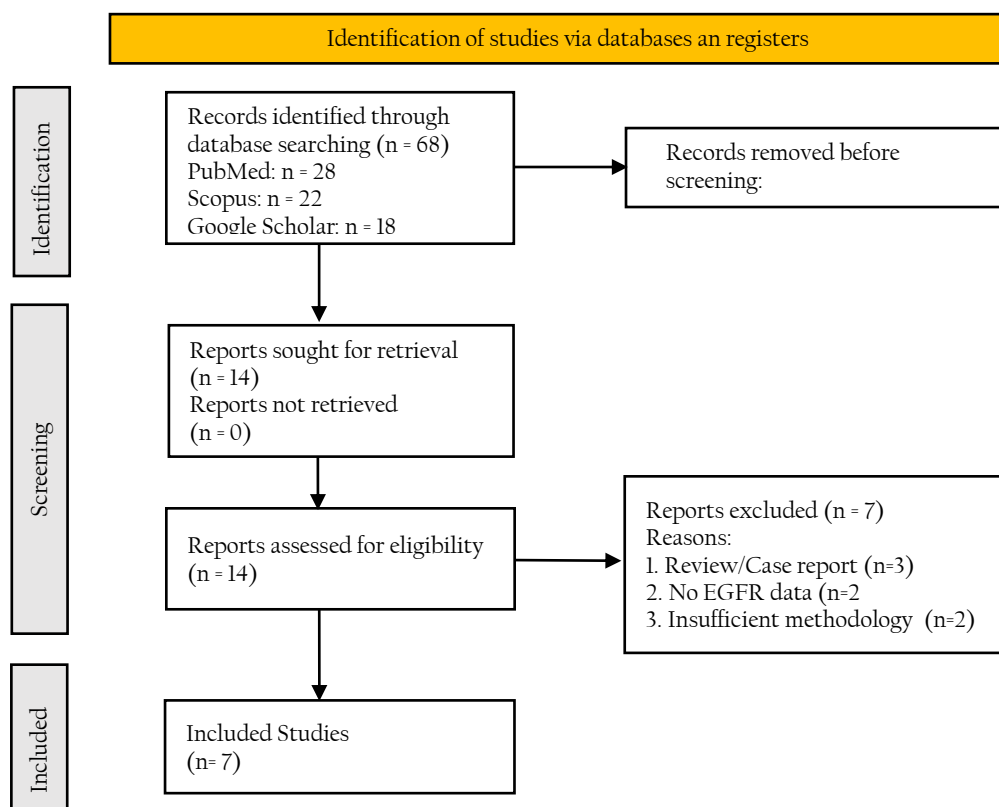 Identification of studies via databases an registers
Identification
Records identified through
database searching (n = 68)
PubMed: n = 28
Scopus: n = 22
Google Scholar: n = 18
Records removed before
screening:
Screening
Reports sought for retrieval
(n = 14)
Reports not retrieved
(n = 0)
Reports assessed for eligibility
(n = 14)
Reports excluded (n = 7)
Reasons:
1. Review/Case report (n=3)
2. No EGFR data (n=2
3. Insufficient methodology (n=2)
Included
Included Studies
(n= 7)